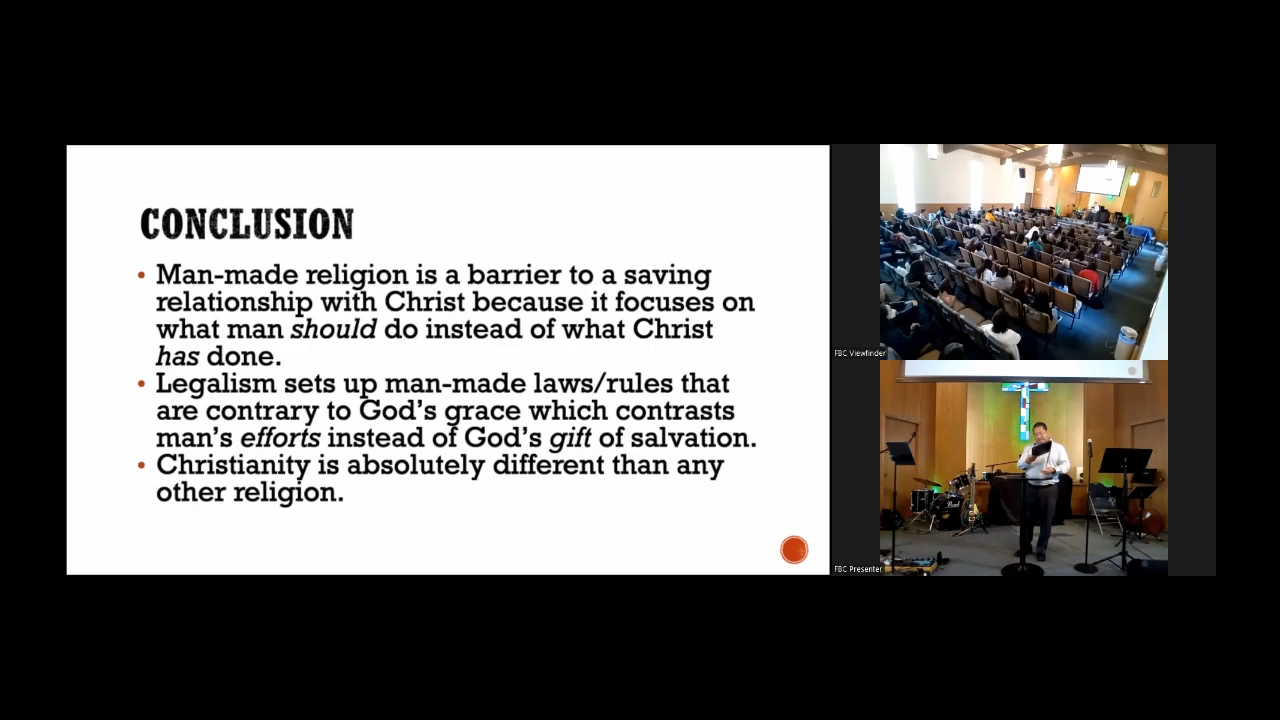 CONCLUSION
• Man-made religion is a barrier to a saving
relationship with Christ because it focuses on
what man should do instead of what Christ
has done.
• Legalism sets up man-made laws/rules that
are contrary to God's grace which contrasts
man's efforts instead of God's gift of salvation.
• Christianity is absolutely different than any
other religion.
FBC Viewfinder
FBC Presenter